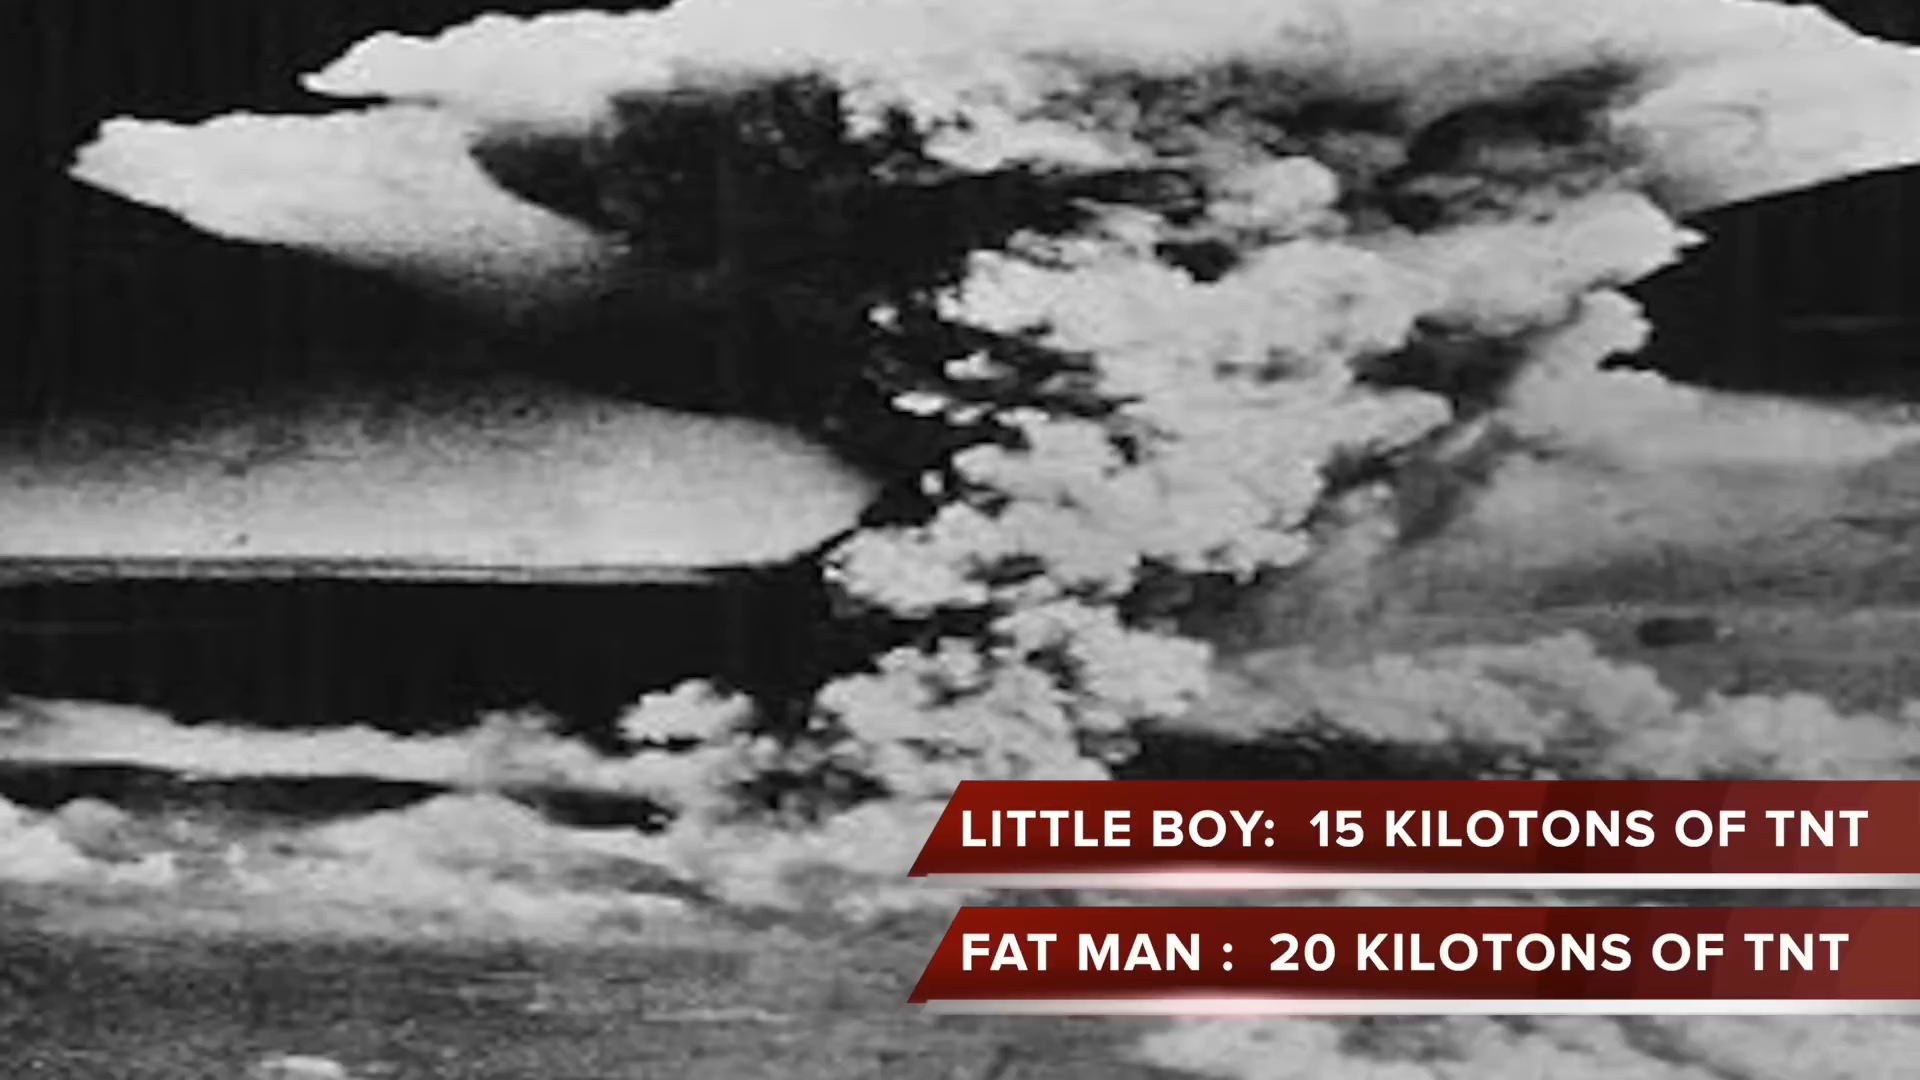 LITTLE BOY: 15 KILOTONS OF TNT
FAT MAN : 20 KILOTONS OF TNT